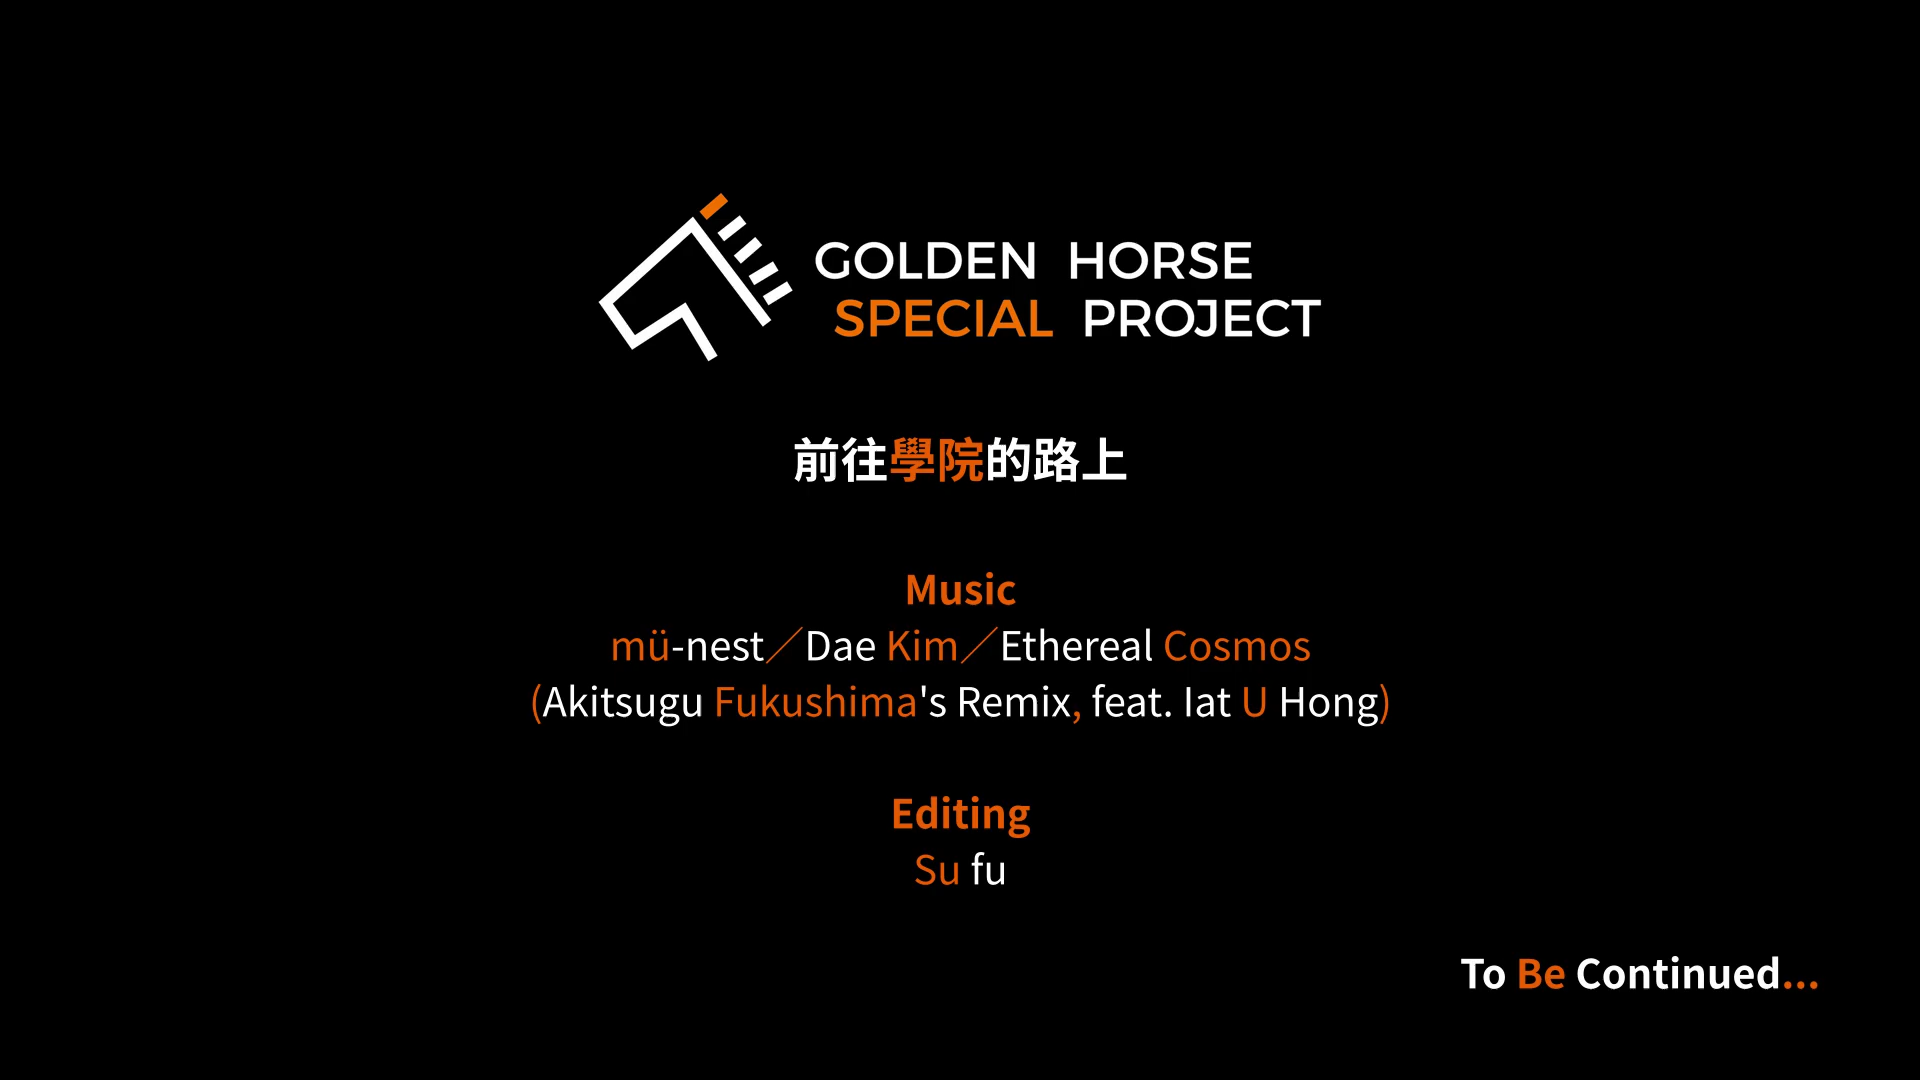 GOLDEN HORSE
SPECIAL PROJECT
前往學院的路上
Music
mü-nest／Dae Kim／Ethereal Cosmos
(Akitsugu Fukushima's Remix, feat. Iat U Hong)
Editing
Su fu
To Be Continued...